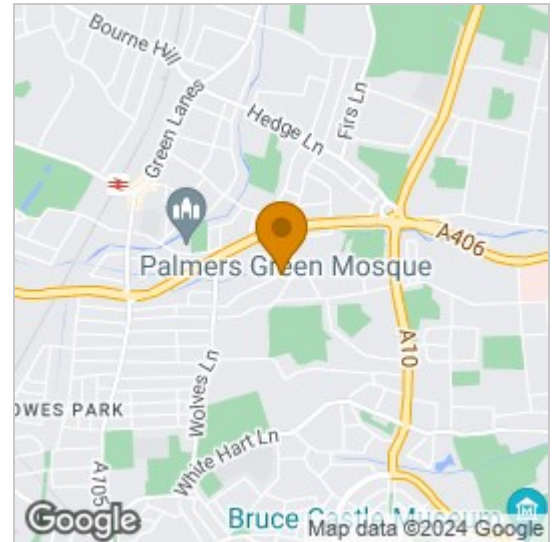 Bourne Hill
Firs Ln
Green Lanes
Hedge Ln
A406
Palmers Green Mosque
A10
Wolves Ln
OWES PARK
White Hart Ln
A105
Bruce Castle Museum
Google
Map data ©2024 Google